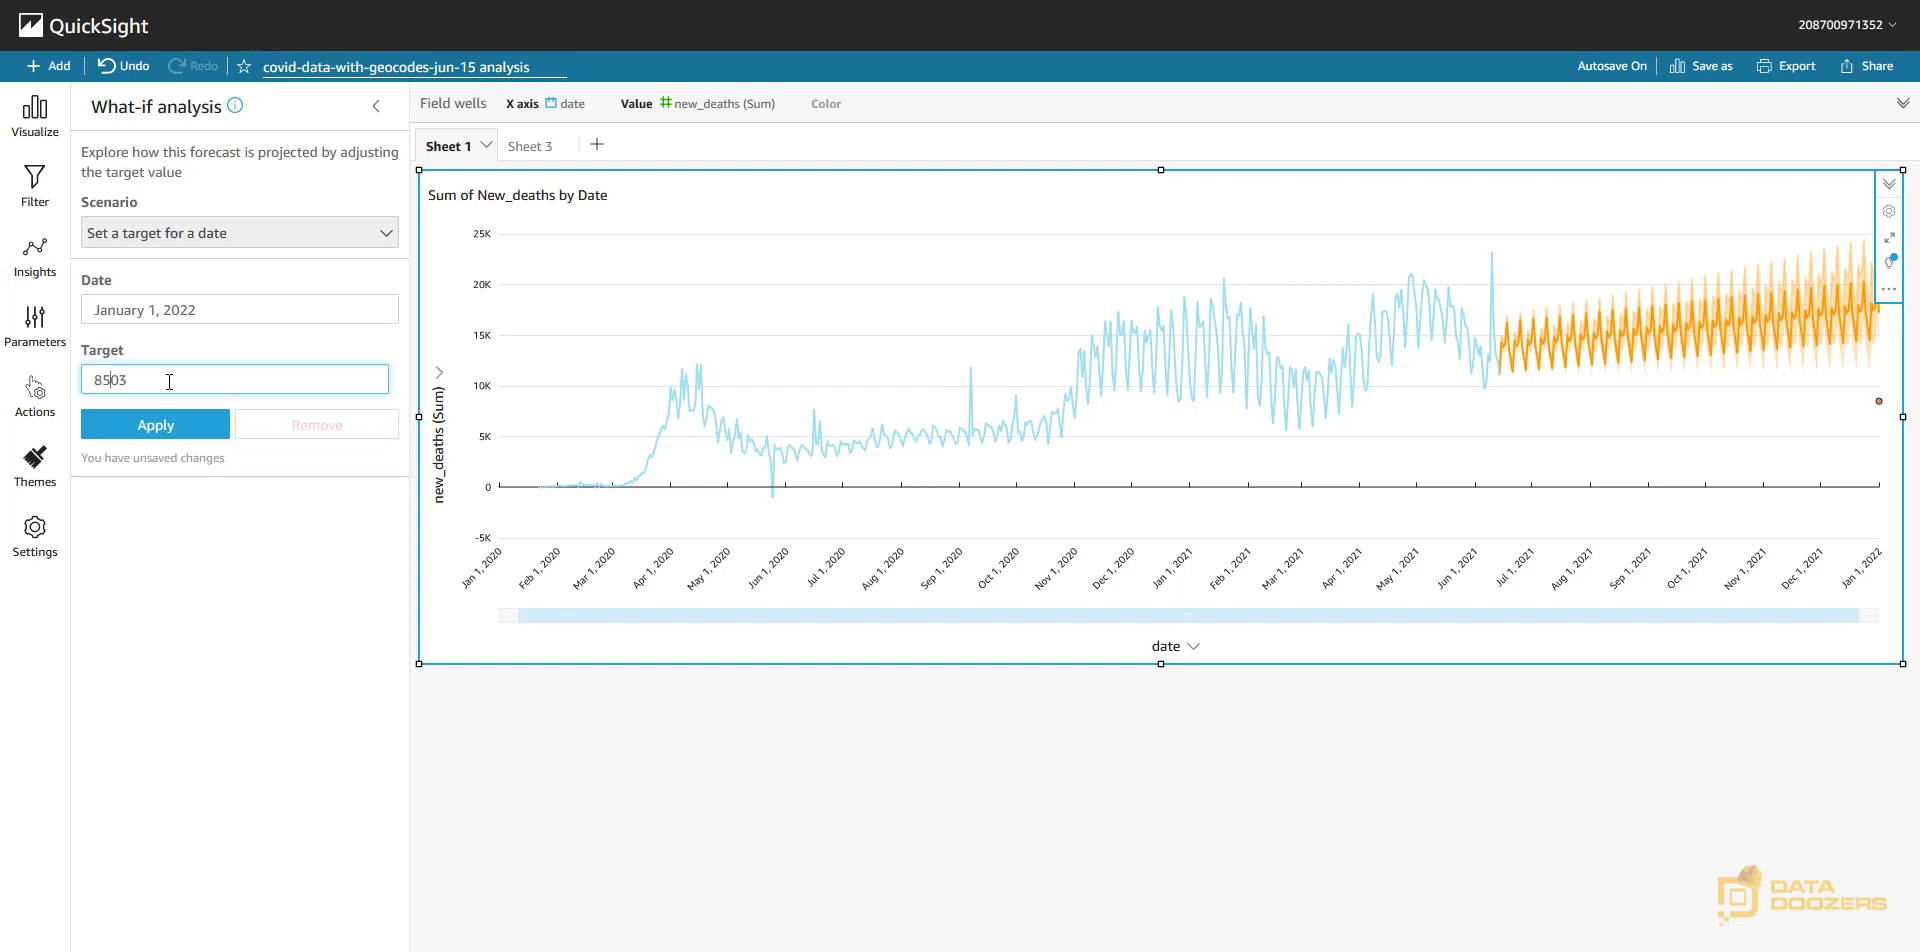 QuickSight
208700971352
Add
Undo
Redo
covid-data-with-geocodes-jun-15 analysis
Autosave On
Save as
Export
Share
Visualize
Filter
Insights
Parameters
Actions
Themes
Settings
What-if analysis
Explore how this forecast is projected by adjusting
the target value
Scenario
Set a target for a date
Date
January 1, 2022
Target
8503
Apply
Remove
You have unsaved changes
Field wells
X axis date
Value new_deaths (Sum)
Color
Sheet 1
Sheet 3
Sum of New_deaths by Date
new_deaths (Sum)
25K
20K
15K
10K
5K
0
-5K
Jan 1, 2020
Feb 1, 2020
Mar 1, 2020
Apr 1, 2020
May 1, 2020
Jun 1, 2020
Jul 1, 2020
Aug 1, 2020
Sep 1, 2020
Oct 1, 2020
Nov 1, 2020
Dec 1, 2020
Jan 1, 2021
Feb 1, 2021
Mar 1, 2021
Apr 1, 2021
May 1, 2021
Jun 1, 2021
Jul 1, 2021
Aug 1, 2021
Sep 1, 2021
Oct 1, 2021
Nov 1, 2021
Dec 1, 2021
Jan 1, 2022
date
DATA
DOOZERS